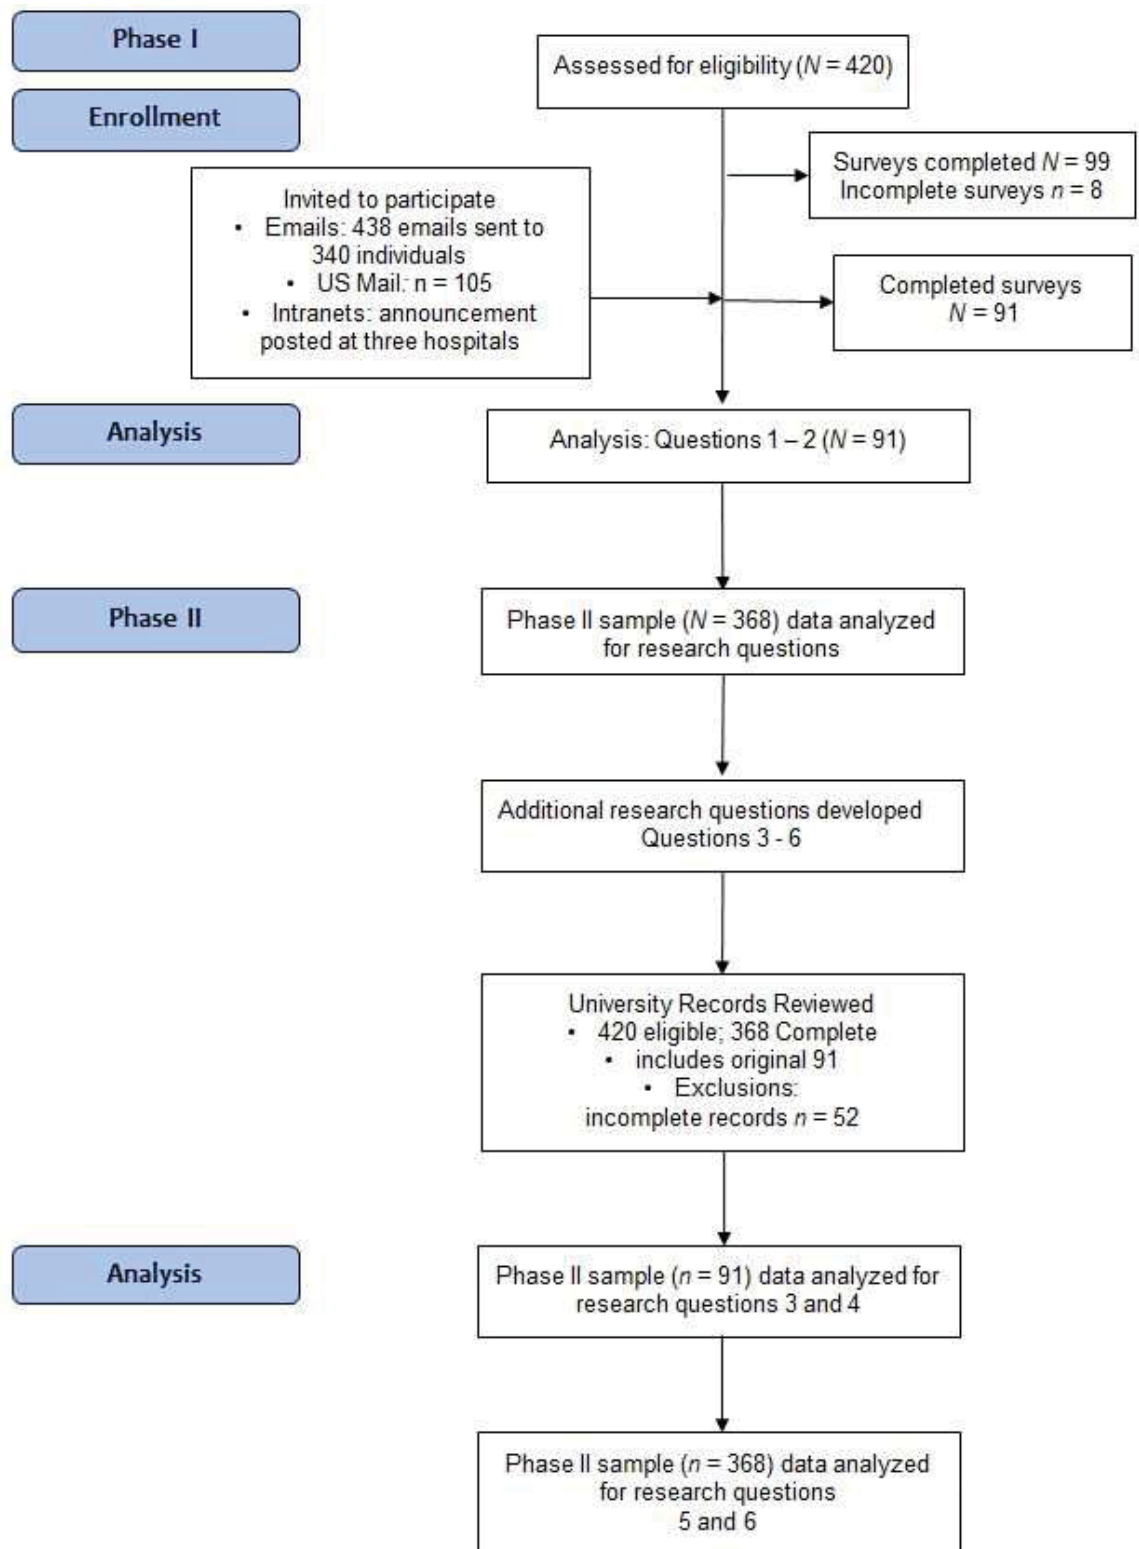 Phase I
Assessed for eligibility (N = 420)
Enrollment
Surveys completed N = 99
Incomplete surveys n = 8
Invited to participate
• Emails: 438 emails sent to
340 individuals
• US Mail: n = 105
• Intranets: announcement
posted at three hospitals
Completed surveys
N = 91
Analysis
Analysis: Questions 1 – 2 (N = 91)
Phase II
Phase II sample (N = 368) data analyzed
for research questions
Additional research questions developed
Questions 3 - 6
University Records Reviewed
• 420 eligible; 368 Complete
• includes original 91
• Exclusions:
incomplete records n = 52
Analysis
Phase II sample (n = 91) data analyzed for
research questions 3 and 4
Phase II sample (n = 368) data analyzed
for research questions
5 and 6